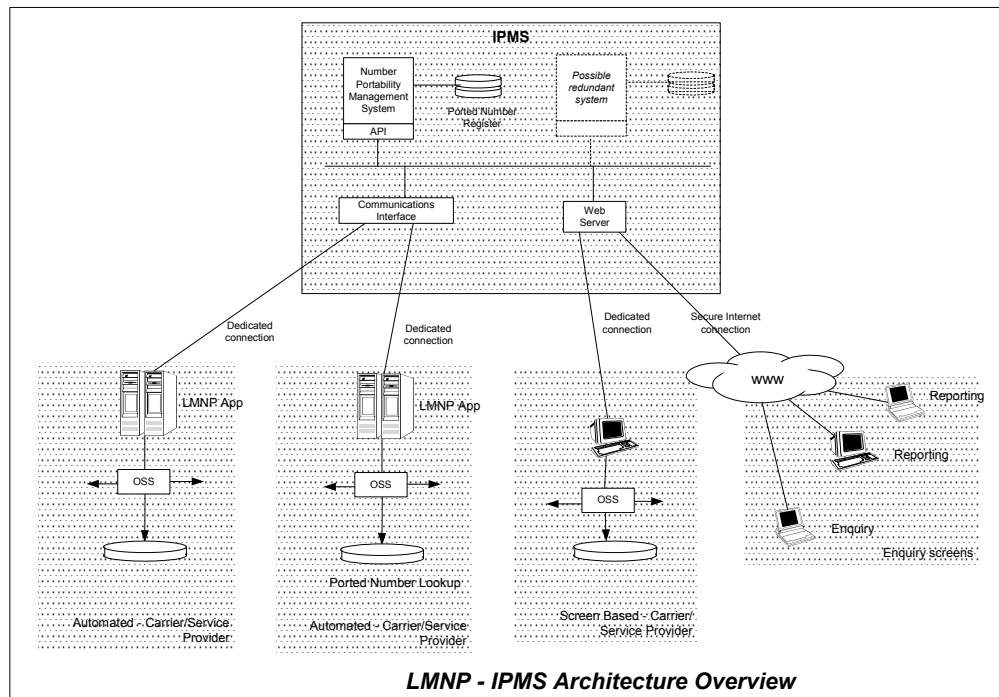 IPMS
Number
Portability
Management
System
API
Ported Number
Register
Possible
redundant
system
Communications
Interface
Web
Server
Dedicated
connection
Dedicated
connection
Dedicated
connection
Secure Internet
connection
LMNP App
OSS
Automated - Carrier/Service
Provider
LMNP App
OSS
Ported Number Lookup
Automated - Carrier/Service
Provider
OSS
Screen Based - Carrier/
Service Provider
www
Reporting
Reporting
Enquiry
Enquiry screens
LMNP - IPMS Architecture Overview